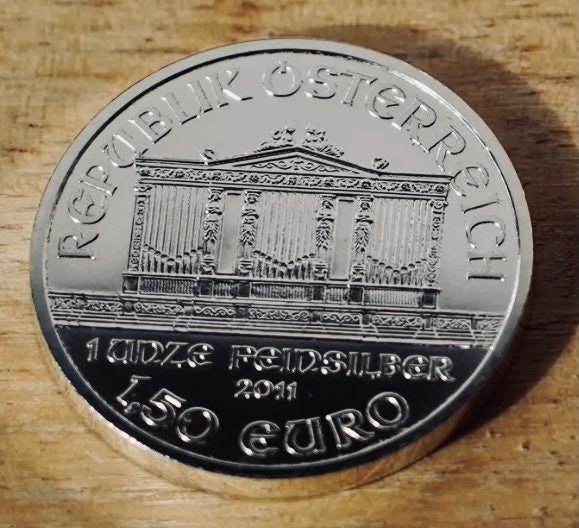 REPUBLIK ÖSTERREICH
1 UNZE FEINSILBER
2011
1,50 EURO